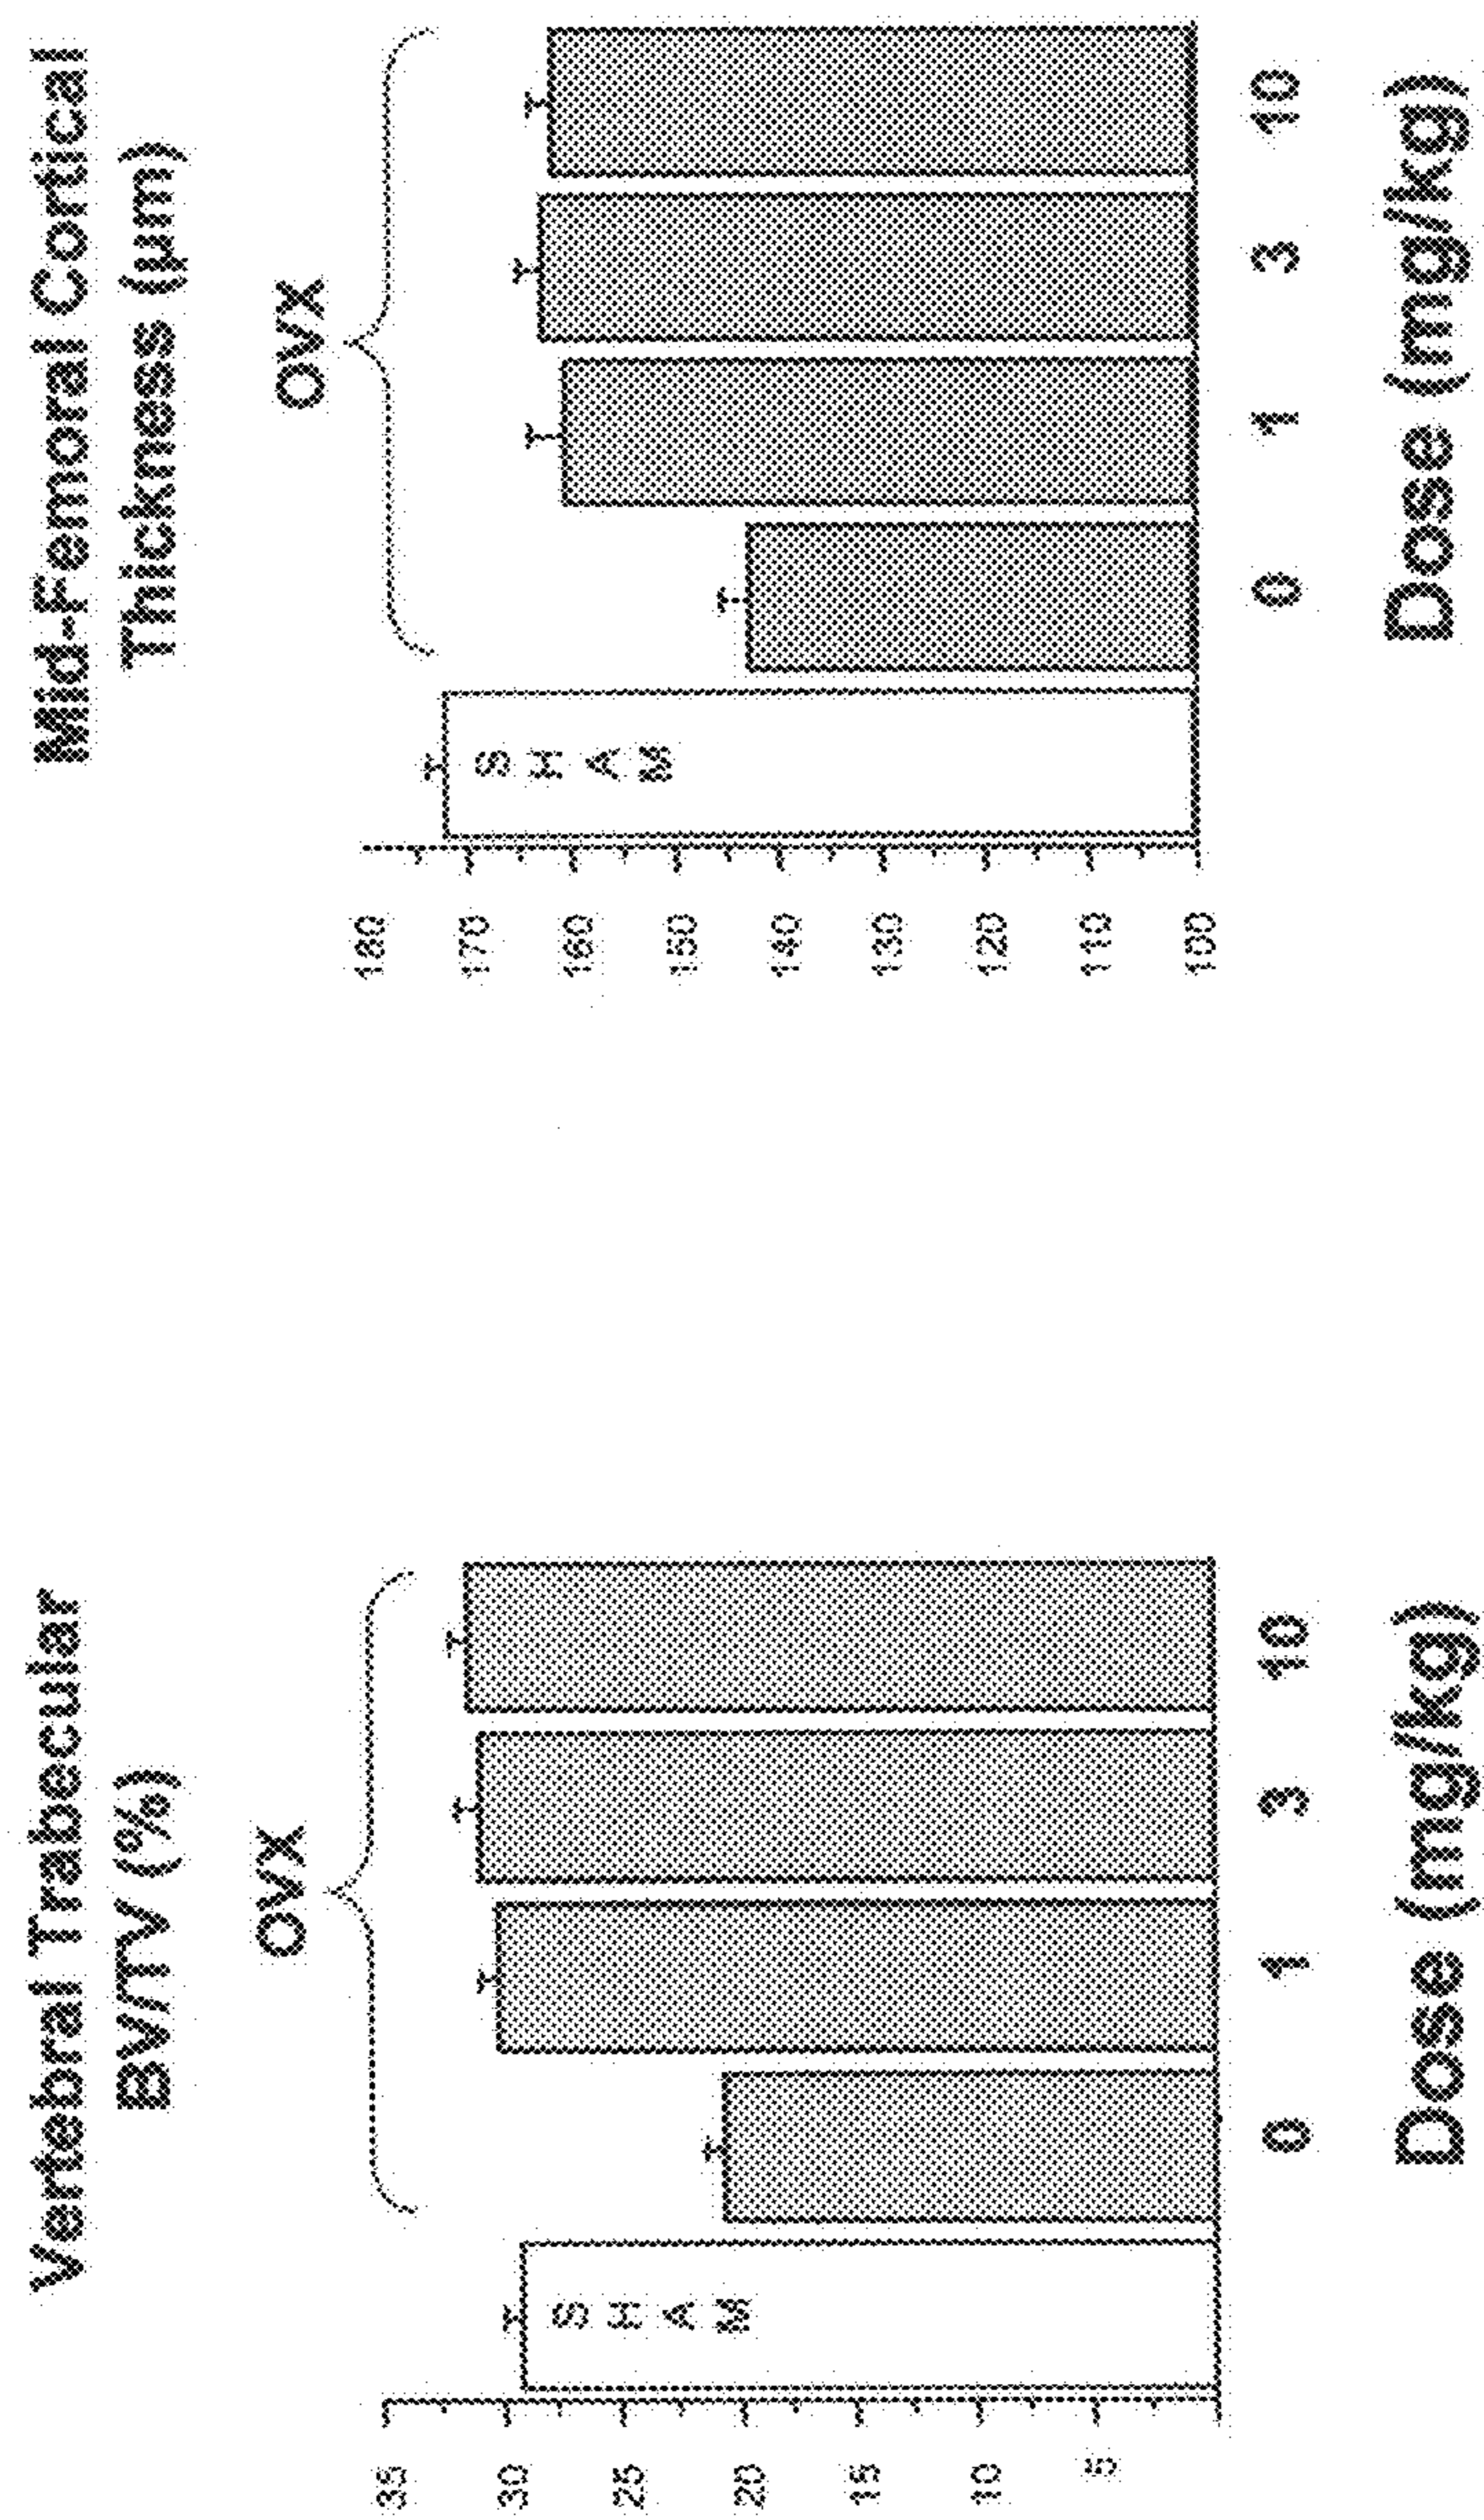 Vertebral Trabecular
BV/TV (%)
OVX
35
30
25
20
15
10
5
SHAM
0 1 3 10
Dose (mg/kg)
Mid-Femoral Cortical
Thickness (µm)
OVX
180
170
160
150
140
130
120
110
100
SHAM
0 1 3 10
Dose (mg/kg)